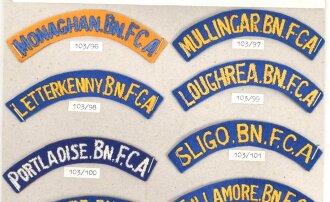 MONAGHAN.BN.F.C.A
103/96
MULLINGAR.BN.F.C.A
103/97
LETTERKENNY.BN.F.C.A
103/98
LOUGHREA.BN.F.C.A
103/99
PORTLAOISE.BN.F.C.A
103/100
SLIGO.BN.F.C.A
103/101